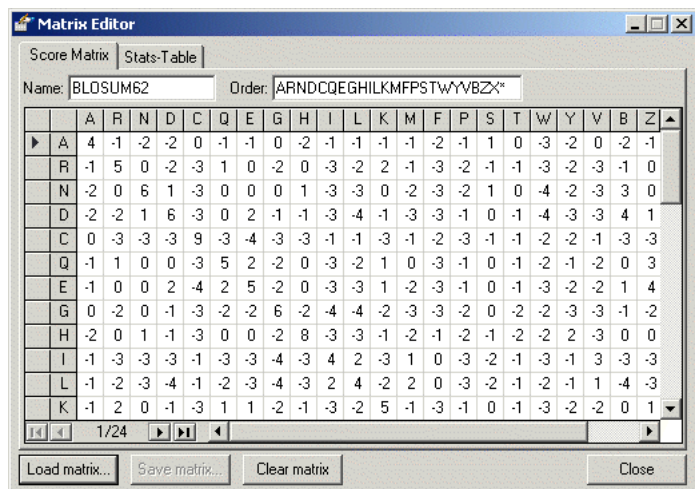 Matrix Editor
Score Matrix Stats-Table
Name: BLOSUM62 Order: ARNDCQEGHILKMFPSTWYVBZX*
A R N D C Q E G H I L K M F P S T W Y V B Z
A 4 -1 -2 -2 0 -1 -1 0 -2 -1 -1 -1 -1 -2 -1 1 0 -3 -2 0 -2 -1
R -1 5 0 -2 -3 1 0 -2 0 -3 -2 2 -1 -3 -2 -1 -1 -3 -2 -3 -1 0
N -2 0 6 1 -3 0 0 0 1 -3 -3 0 -2 -3 -2 1 0 -4 -2 -3 3 0
D -2 -2 1 6 -3 0 2 -1 -1 -3 -4 -1 -3 -3 -1 0 -1 -4 -3 -3 4 1
C 0 -3 -3 -3 9 -3 -4 -3 -3 -1 -1 -3 -1 -2 -3 -1 -1 -2 -2 -1 -3 -3
Q -1 1 0 0 -3 5 2 -2 0 -3 -2 1 0 -3 -1 0 -1 -2 -1 -2 0 3
E -1 0 0 2 -4 2 5 -2 0 -3 -3 1 -2 -3 -1 0 -1 -3 -2 -2 1 4
G 0 -2 0 -1 -3 -2 -2 6 -2 -4 -4 -2 -3 -3 -2 0 -2 -2 -3 -3 -1 -2
H -2 0 1 -1 -3 0 0 -2 8 -3 -3 -1 -2 -1 -2 -1 -2 -2 2 -3 0 0
I -1 -3 -3 -3 -1 -3 -3 -4 -3 4 2 -3 1 0 -3 -2 -1 -3 -1 3 -3 -3
L -1 -2 -3 -4 -1 -2 -3 -4 -3 2 4 -2 2 0 -3 -2 -1 -2 -1 1 -4 -3
K -1 2 0 -1 -3 1 1 -2 -1 -3 -2 5 -1 -3 -1 0 -1 -3 -2 -2 0 1
1/24
Load matrix... Save matrix... Clear matrix Close